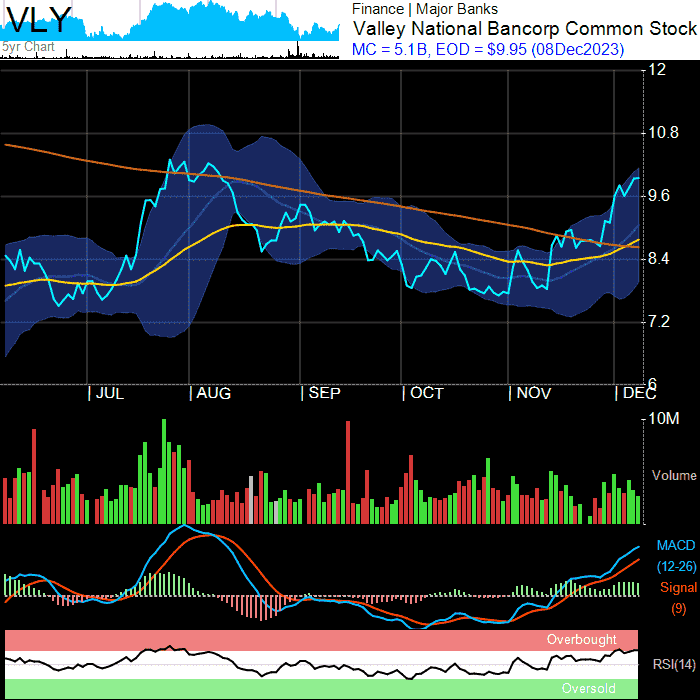 VLY
5yr Chart
Finance | Major Banks
Valley National Bancorp Common Stock
MC = 5.1B, EOD = $9.95 (08Dec2023)
12
10.8
9.6
8.4
7.2
6
JUL AUG SEP OCT NOV DEC
10M
Volume
MACD
(12-26)
Signal
(9)
Overbought
RSI(14)
Oversold